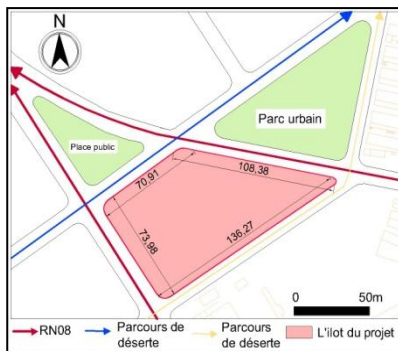 N
Parc urbain
Place public
70,91
108,38
73,98
136,27
0 50m
RN08
Parcours de
déserte
Parcours
de déserte
L'ilot du projet